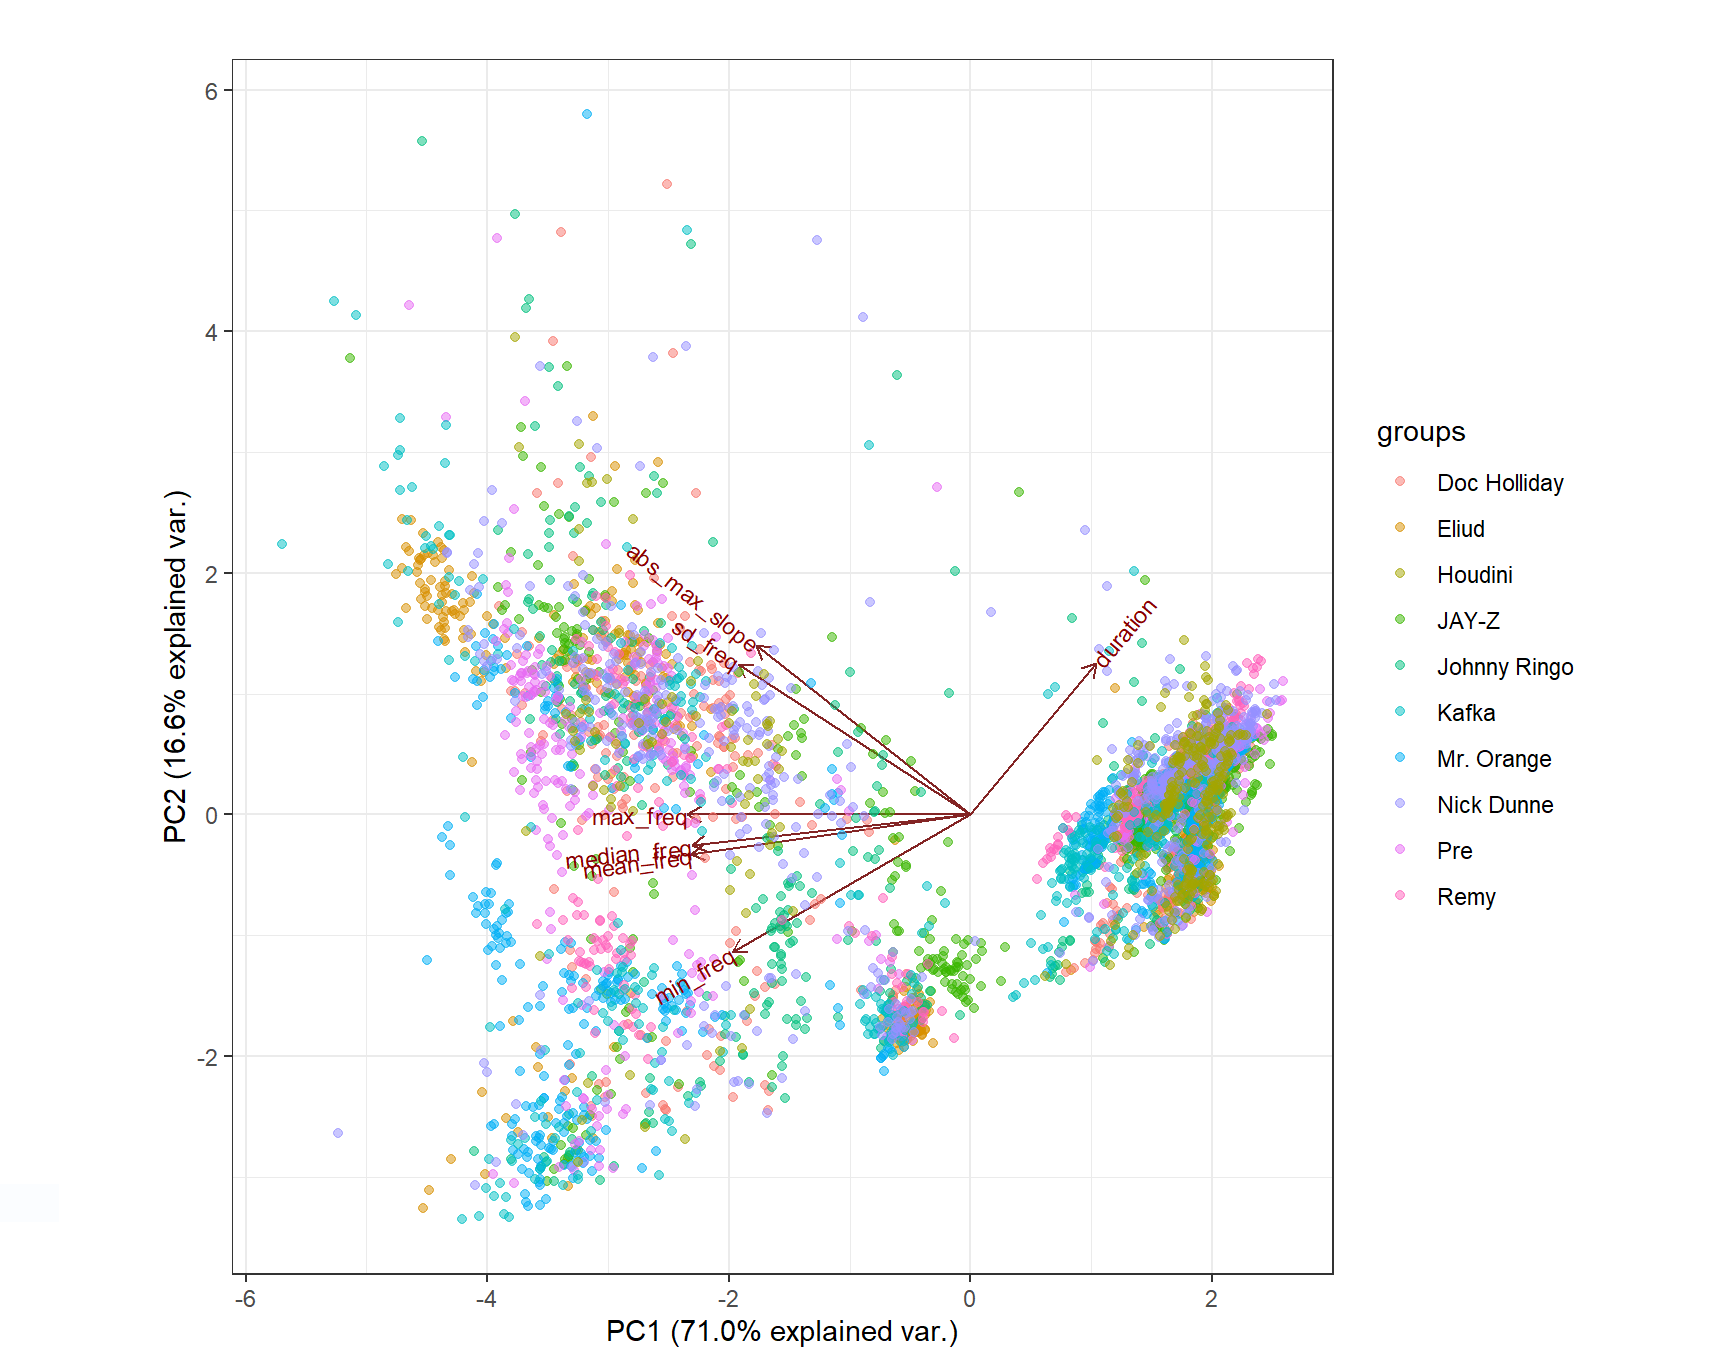 6
4
2
0
-2
PC2 (16.6% explained var.)
abs_max_slope
sd_freq
duration
max_freq
median_freq
mean_freq
min_freq
-6
-4
-2
0
2
PC1 (71.0% explained var.)
groups
Doc Holliday
Eliud
Houdini
JAY-Z
Johnny Ringo
Kafka
Mr. Orange
Nick Dunne
Pre
Remy